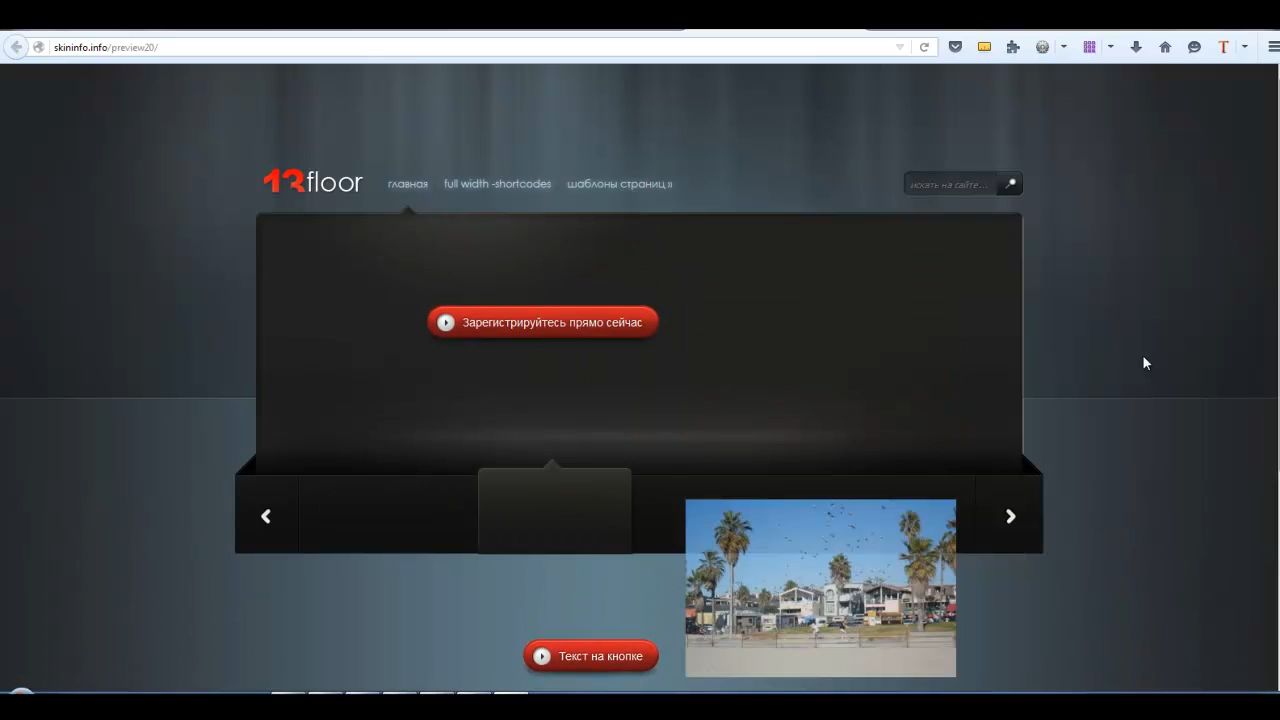 skininfo.info/preview20/
13floor
главная
full width -shortcodes
шаблоны страниц »
искать на сайте...
Зарегистрируйтесь прямо сейчас
Текст на кнопке